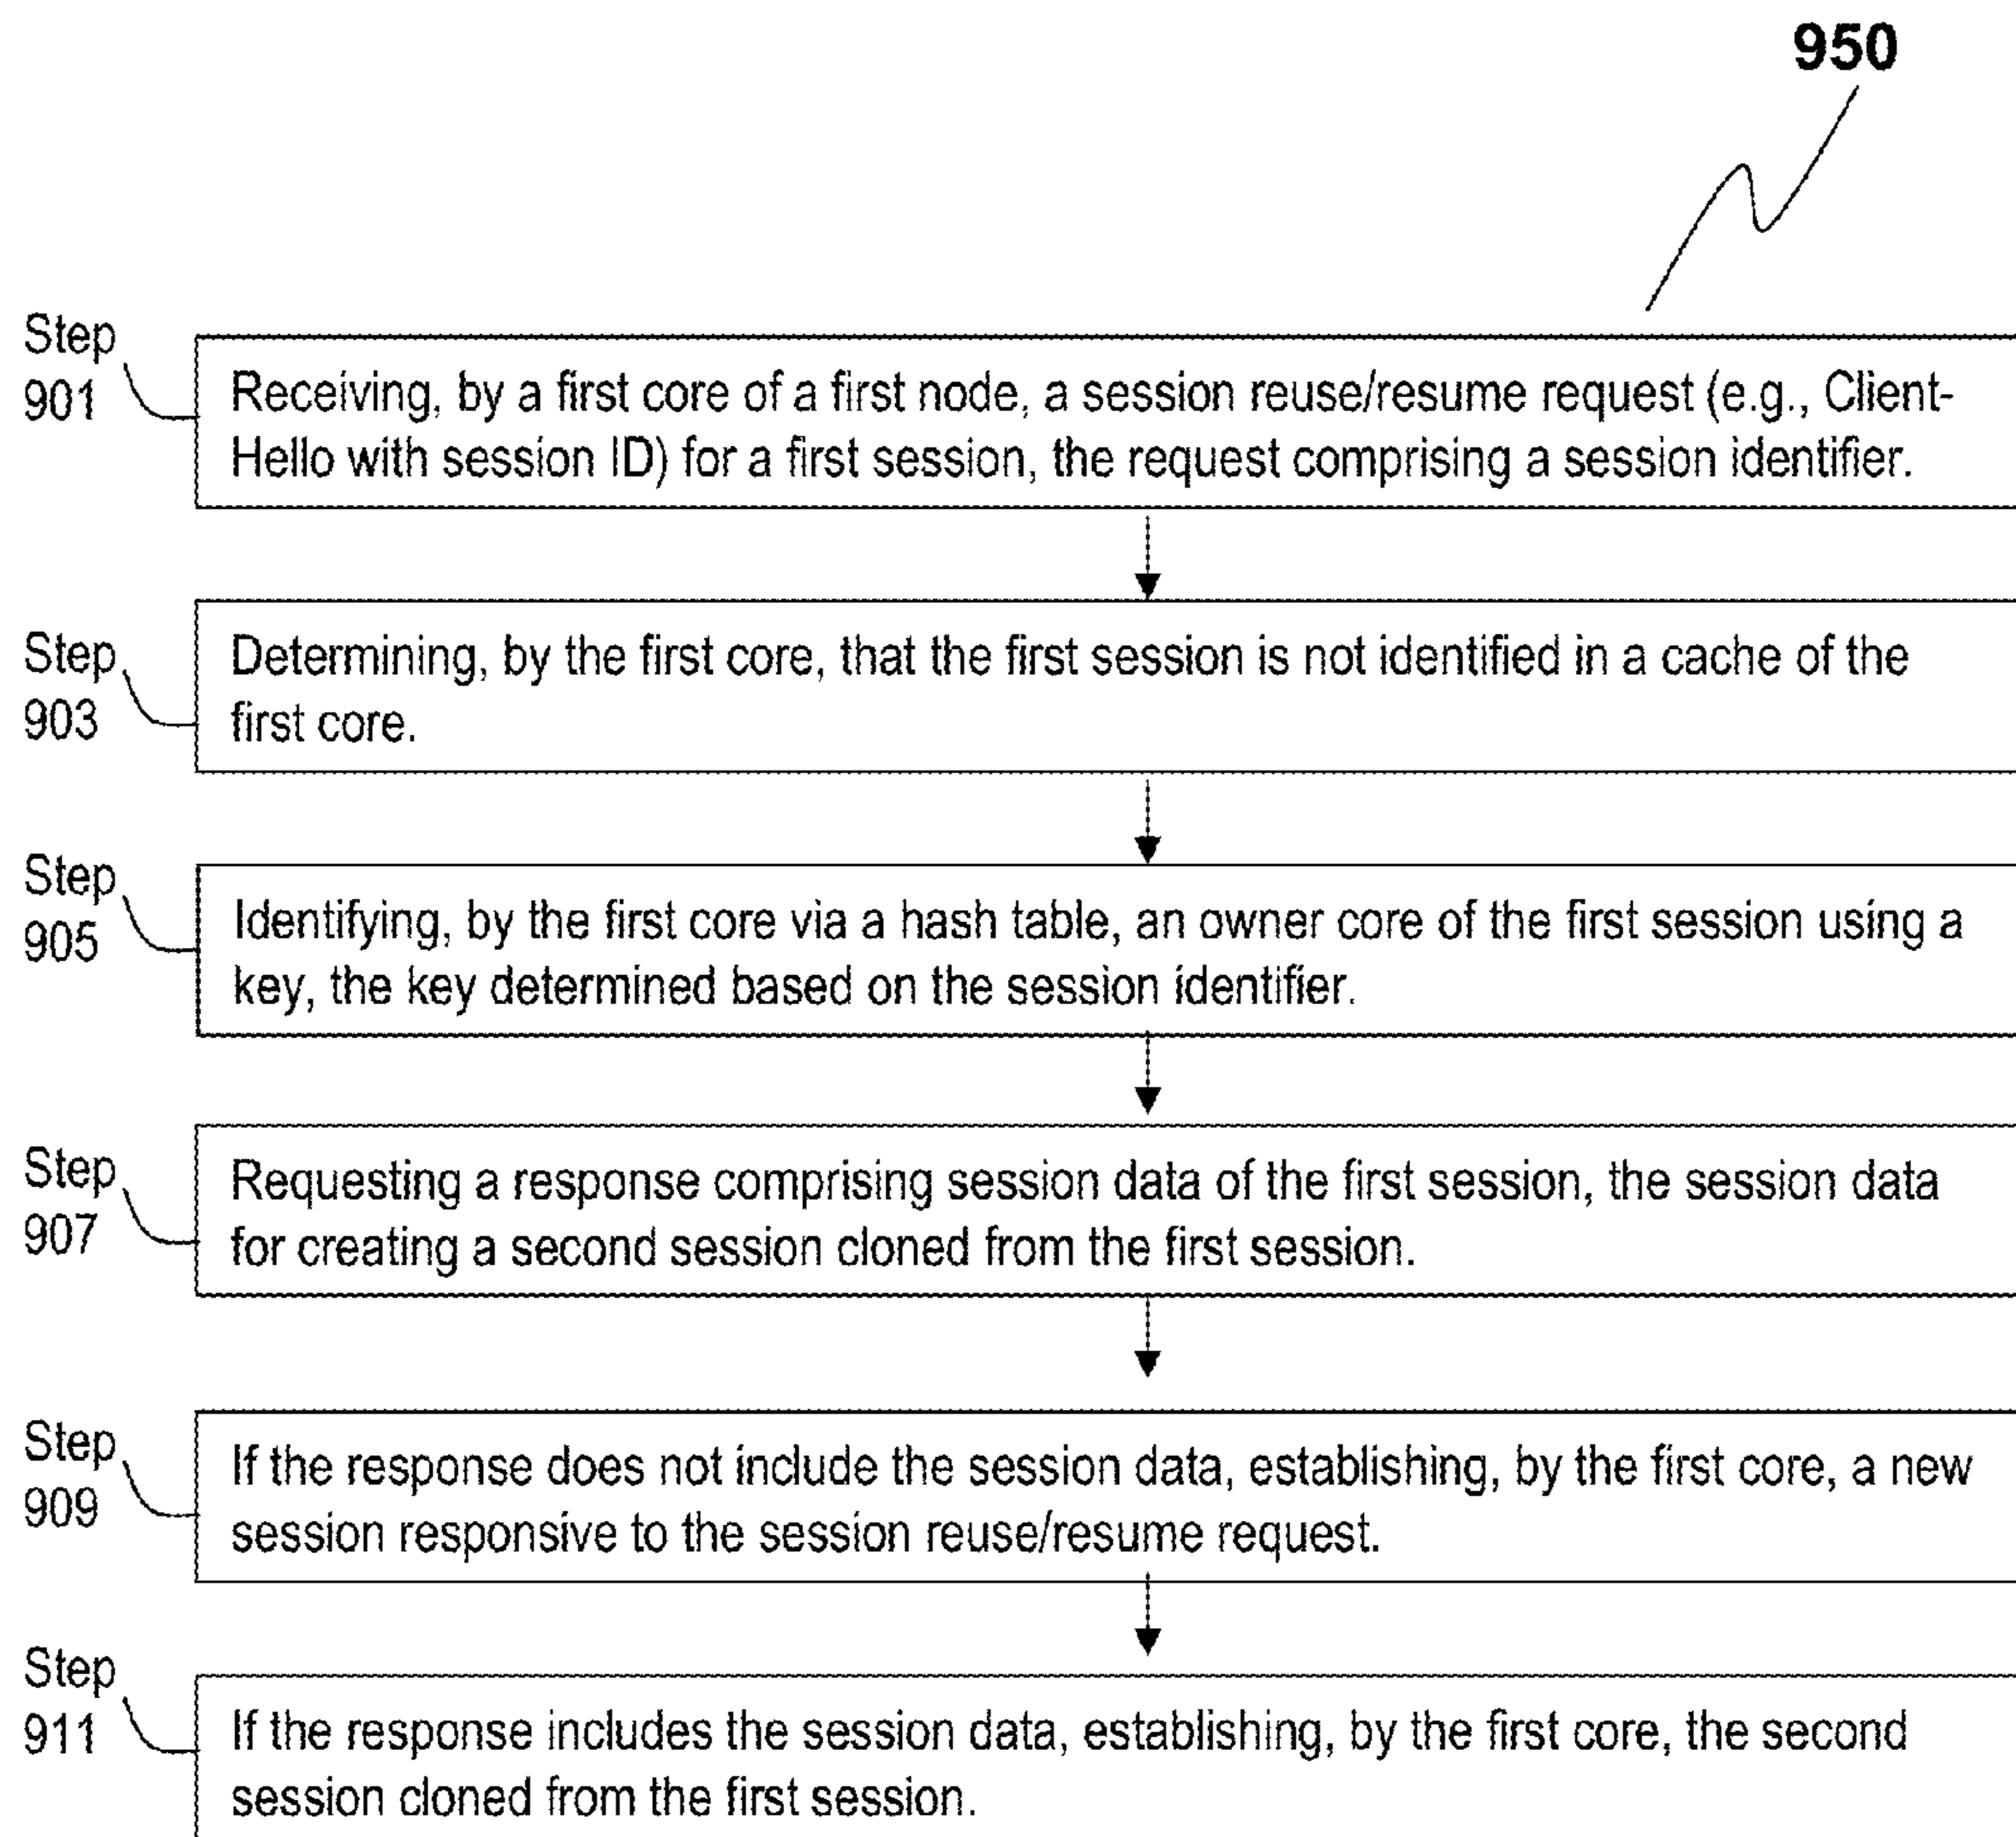 950
Step
901
Receiving, by a first core of a first node, a session reuse/resume request (e.g., Client-
Hello with session ID) for a first session, the request comprising a session identifier.
Step
903
Determining, by the first core, that the first session is not identified in a cache of the
first core.
Step
905
Identifying, by the first core via a hash table, an owner core of the first session using a
key, the key determined based on the session identifier.
Step
907
Requesting a response comprising session data of the first session, the session data
for creating a second session cloned from the first session.
Step
909
If the response does not include the session data, establishing, by the first core, a new
session responsive to the session reuse/resume request.
Step
911
If the response includes the session data, establishing, by the first core, the second
session cloned from the first session.